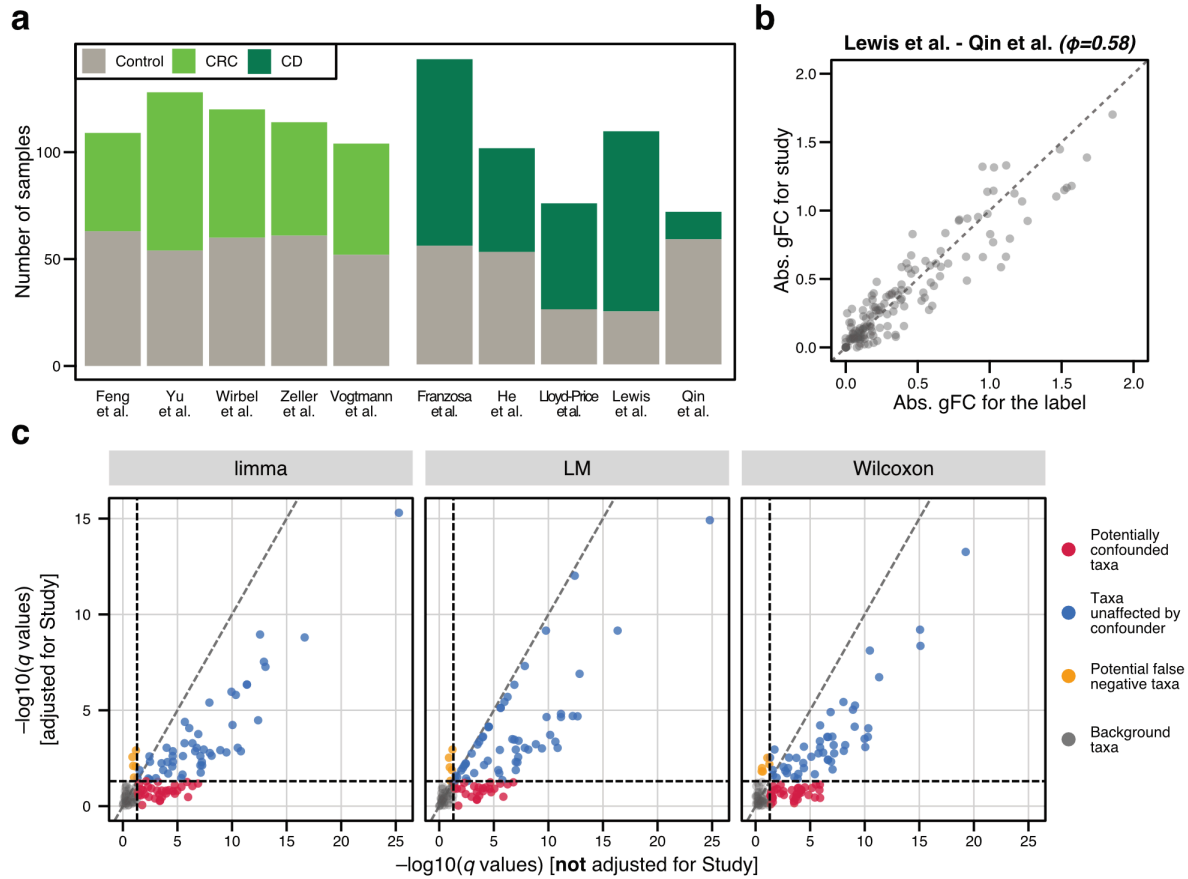 a
Control CRC CD
Number of samples
100
50
0
Feng et al.
Yu et al.
Wirbel et al.
Zeller et al.
Vogtmann et al.
Franzosa et al.
He et al.
Lloyd-Price et al.
Lewis et al.
Qin et al.
b
Lewis et al. - Qin et al. (ϕ=0.58)
Abs. gFC for study
2.0
1.5
1.0
0.5
0.0
0.0 0.5 1.0 1.5 2.0
Abs. gFC for the label
c
limma
LM
Wilcoxon
–log10(q values)
[adjusted for Study]
15
10
5
0
0 5 10 15 20 25
0 5 10 15 20 25
0 5 10 15 20 25
–log10(q values) [not adjusted for Study]
Potentially
confounded
taxa
Taxa
unaffected by
confounder
Potential false
negative taxa
Background
taxa